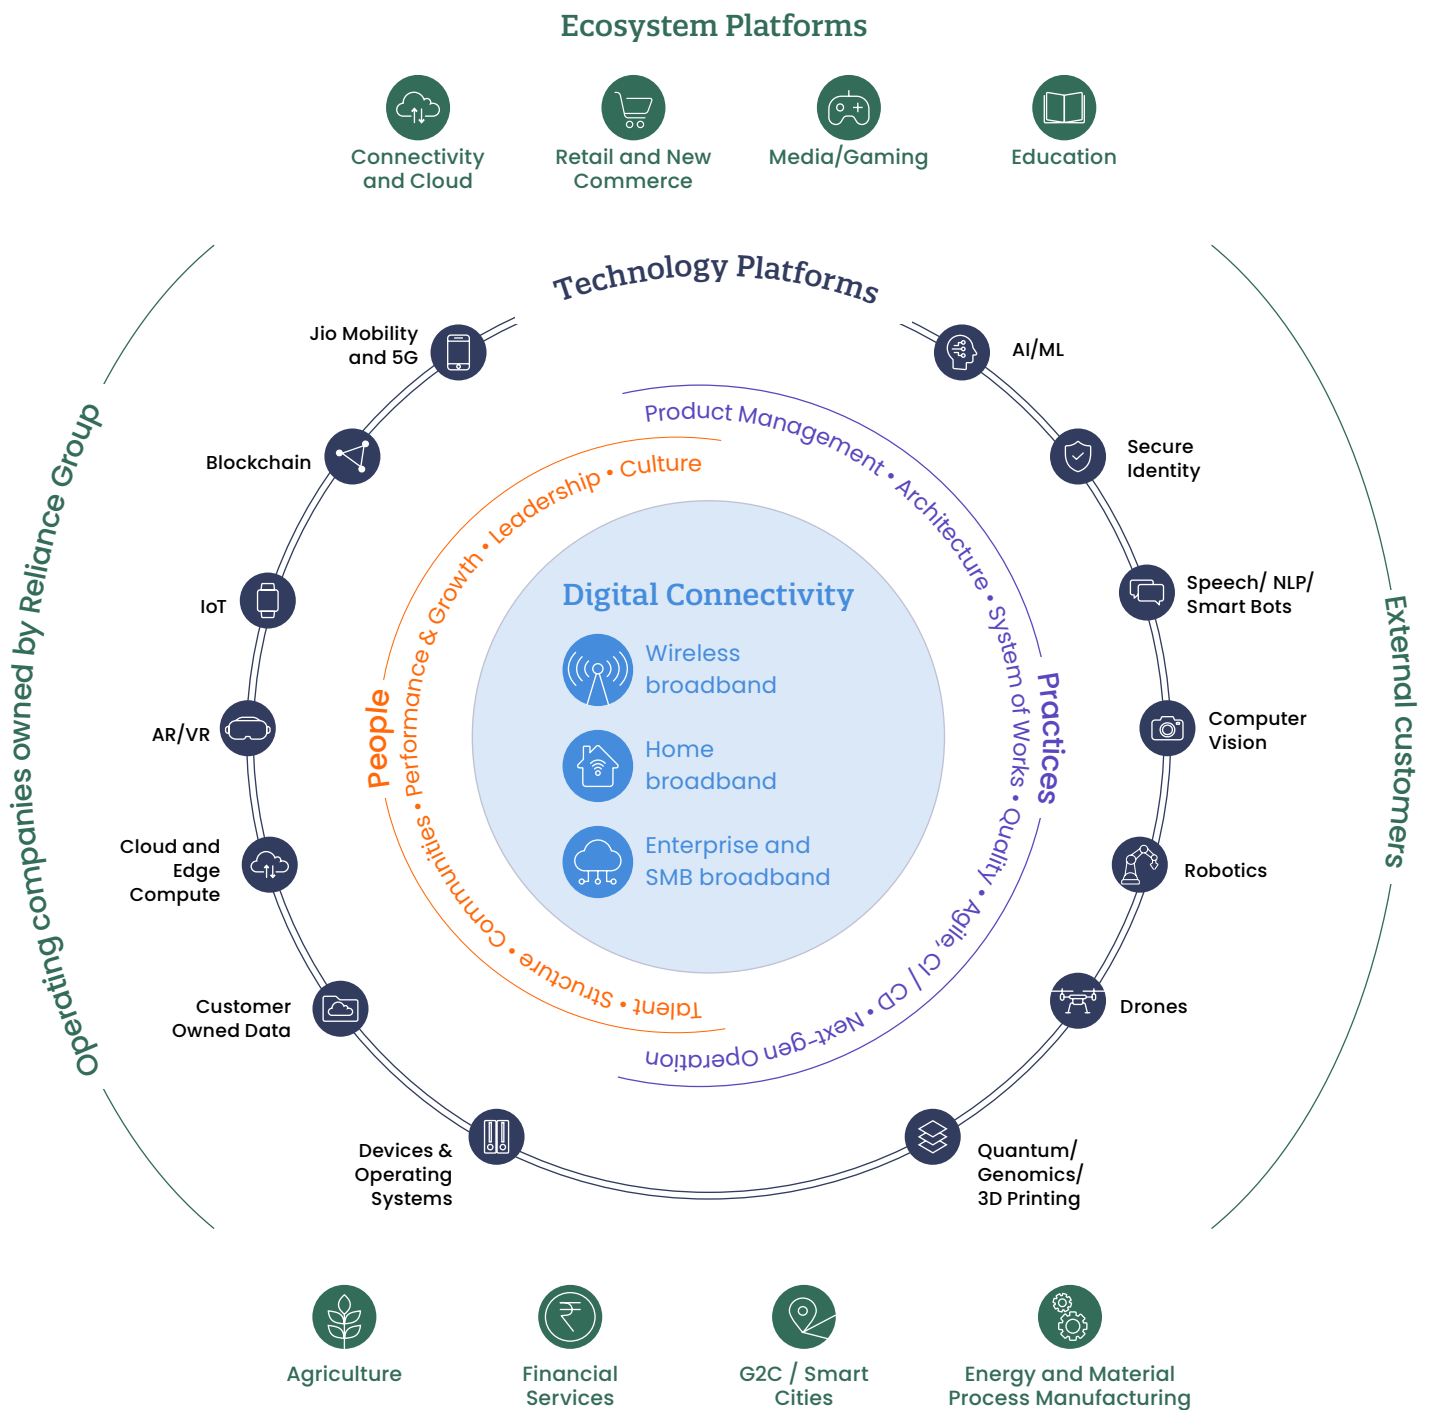 Ecosystem Platforms
Connectivity
and Cloud
Retail and New
Commerce
Media/Gaming
Education
Technology Platforms
Jio Mobility
and 5G
Blockchain
IoT
AR/VR
Cloud and
Edge
Compute
Customer
Owned Data
Devices &
Operating
Systems
AI/ML
Secure
Identity
Speech/ NLP/
Smart Bots
Computer
Vision
Robotics
Drones
Quantum/
Genomics/
3D Printing
Operating companies owned by Reliance Group
External customers
People
Talent • Structure • Communities • Performance & Growth • Leadership • Culture
Practices
Product Management • Architecture • System of Works • Quality • Agile, CI / CD • Next-gen Operation
Digital Connectivity
Wireless
broadband
Home
broadband
Enterprise and
SMB broadband
Agriculture
Financial
Services
G2C / Smart
Cities
Energy and Material
Process Manufacturing